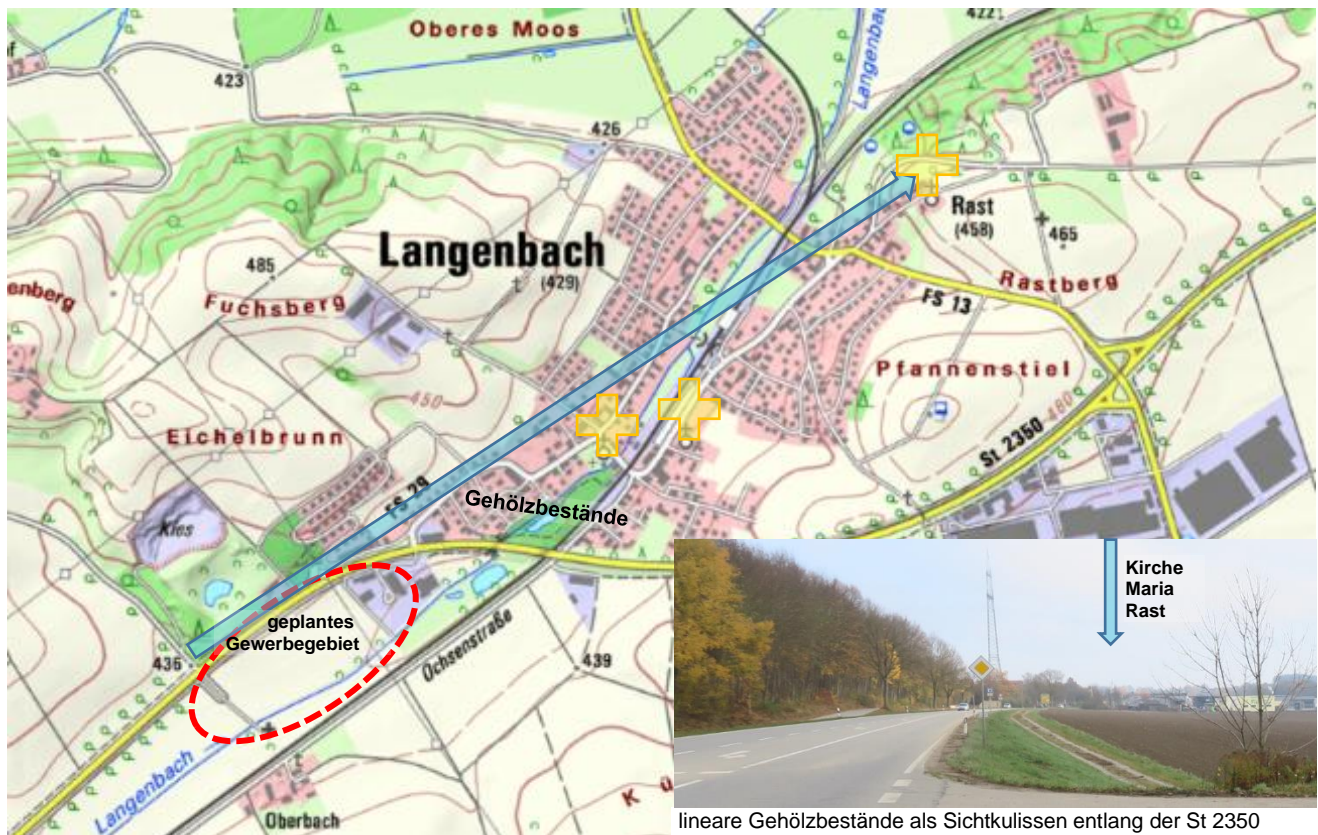 Oberes Moos
4221
423
426
Langenbach
Rast
(458)
465
Langenbach
(429)
485
Fuchsberg
enberg
Rastberg
FS 13
Pfannenstiel
450
480
St 2350
Eichelbrunn
FS 29
Gehölzbestände
Kies
geplantes
Gewerbegebiet
436
Ochsenstraße
439
Langenbach
Oberbach
K ü
Kirche
Maria
Rast
lineare Gehölzbestände als Sichtkulissen entlang der St 2350